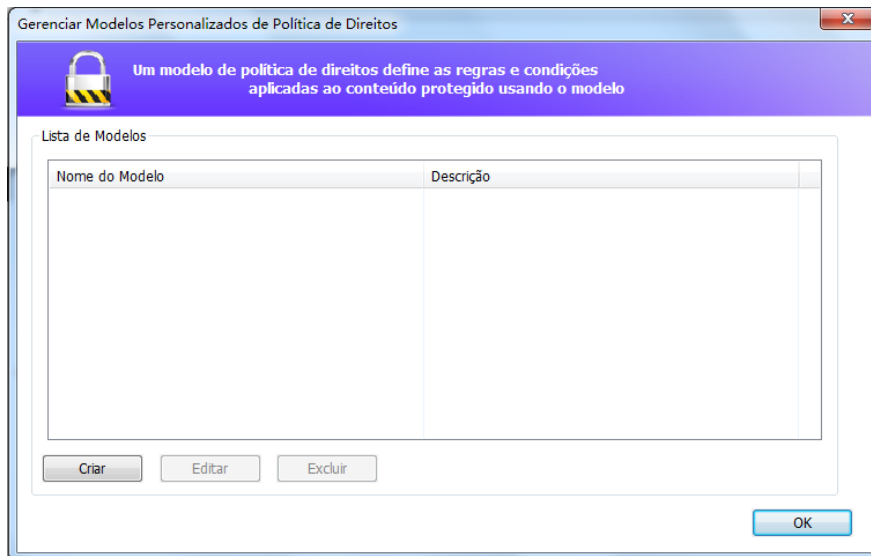 Gerenciar Modelos Personalizados de Política de Direitos
Um modelo de política de direitos define as regras e condições
aplicadas ao conteúdo protegido usando o modelo
Lista de Modelos
Nome do Modelo Descrição
Criar Editar Excluir
OK